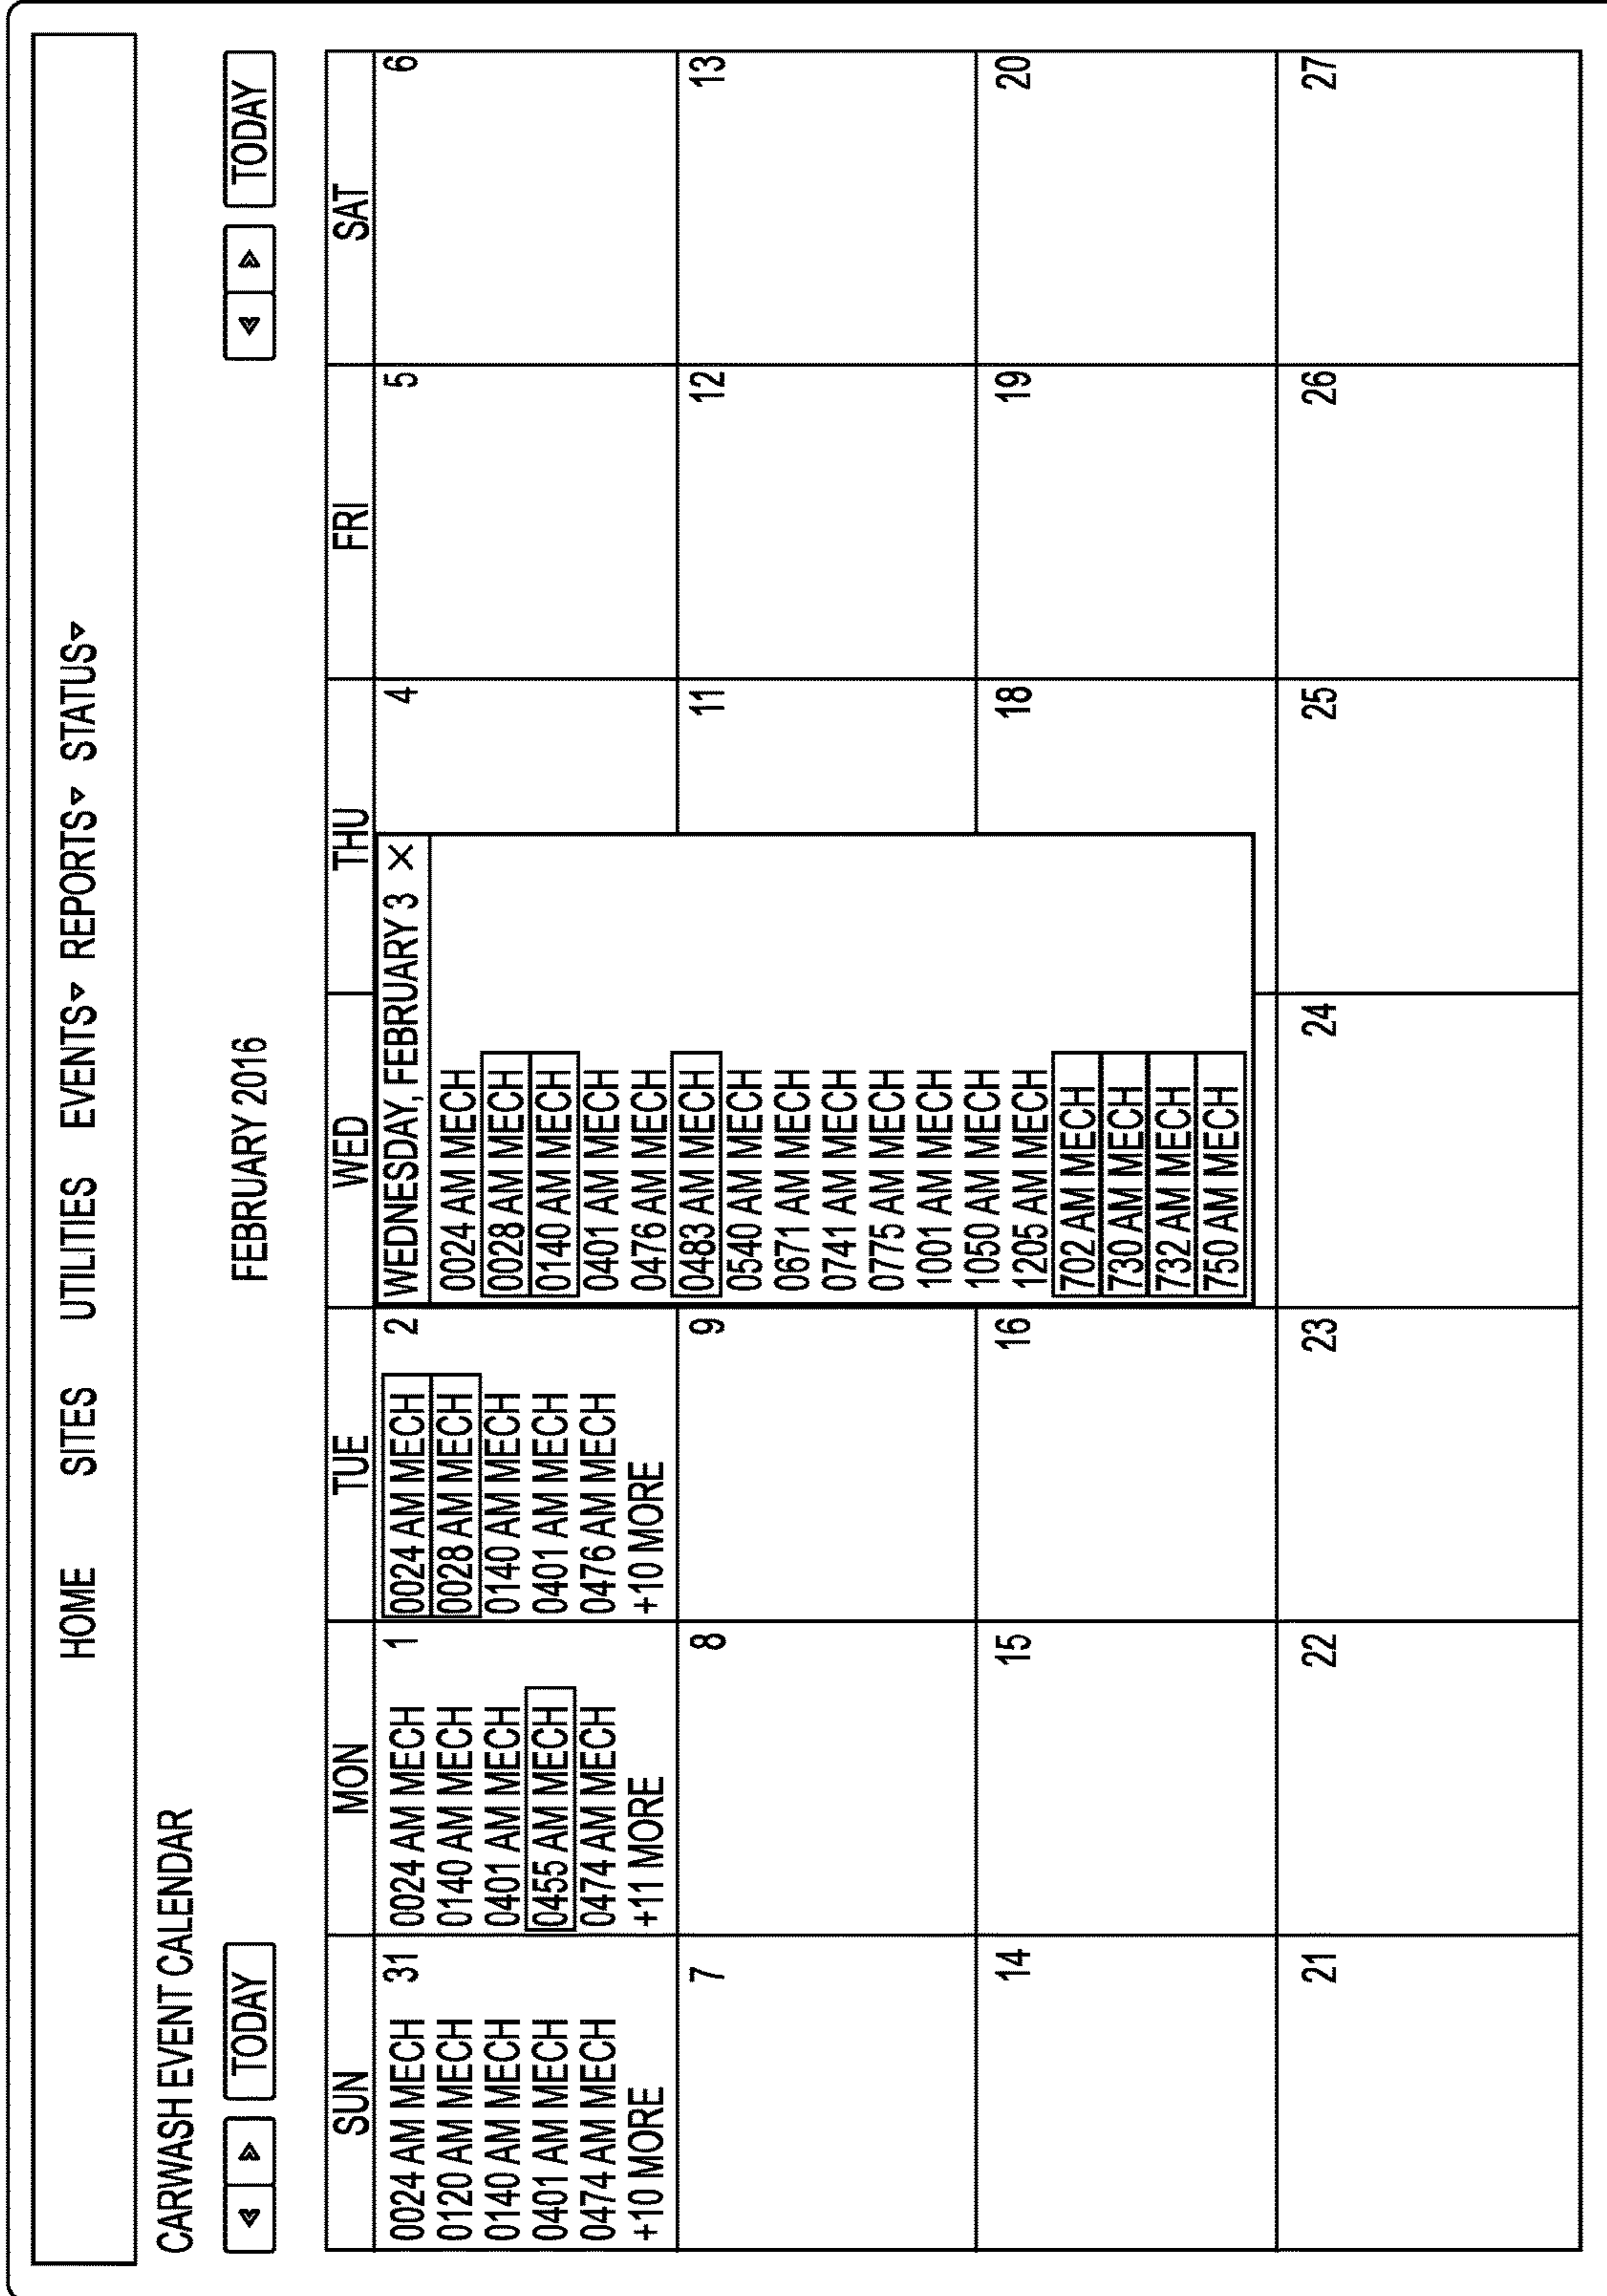 HOME SITES UTILITIES EVENTS▿ REPORTS▿ STATUS▿
CARWASH EVENT CALENDAR
TODAY
FEBRUARY 2016
TODAY
SUN MON TUE WED THU FRI SAT
31
0024 AM MECH
0120 AM MECH
0140 AM MECH
0401 AM MECH
0474 AM MECH
+10 MORE
1
0024 AM MECH
0140 AM MECH
0401 AM MECH
0455 AM MECH
0474 AM MECH
+11 MORE
2
0024 AM MECH
0028 AM MECH
0140 AM MECH
0401 AM MECH
0476 AM MECH
+10 MORE
WEDNESDAY, FEBRUARY 3 ×
0024 AM MECH
0028 AM MECH
0140 AM MECH
0401 AM MECH
0476 AM MECH
0483 AM MECH
0540 AM MECH
0671 AM MECH
0741 AM MECH
0775 AM MECH
1001 AM MECH
1050 AM MECH
1205 AM MECH
702 AM MECH
730 AM MECH
732 AM MECH
750 AM MECH
4 5 6
7 8 9 11 12 13
14 15 16 18 19 20
21 22 23 24 25 26 27